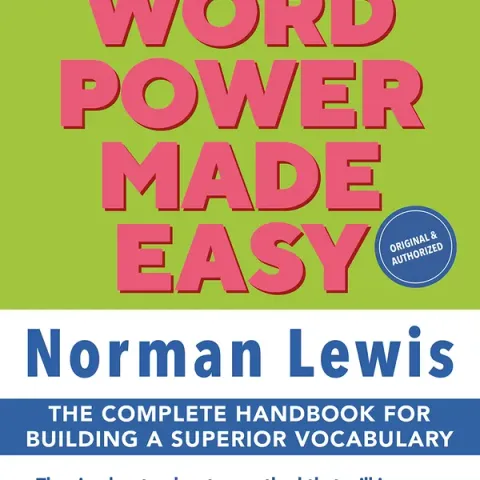 WORD
POWER
MADE
EASY
ORIGINAL &
AUTHORIZED
Norman Lewis
THE COMPLETE HANDBOOK FOR
BUILDING A SUPERIOR VOCABULARY